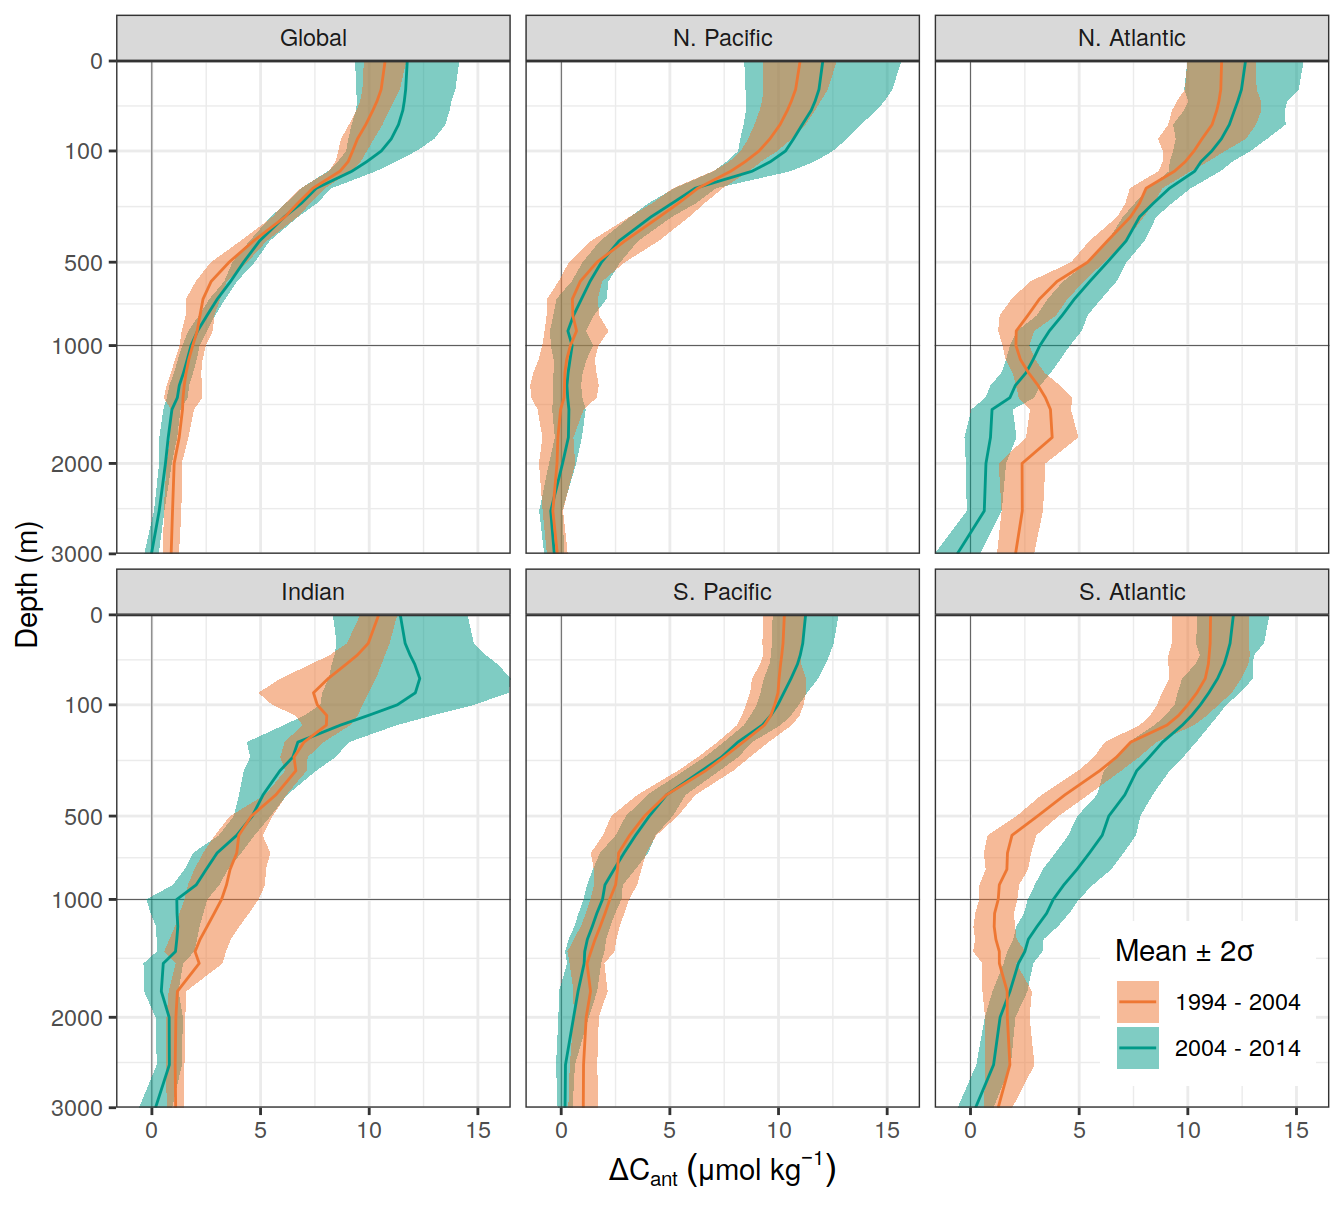 Global
N. Pacific
N. Atlantic
0
100
500
1000
2000
3000
Depth (m)
Indian
S. Pacific
S. Atlantic
0
100
500
1000
2000
3000
Mean ± 2σ
1994 - 2004
2004 - 2014
0 5 10 15
0 5 10 15
0 5 10 15
ΔCant (μmol kg−1)